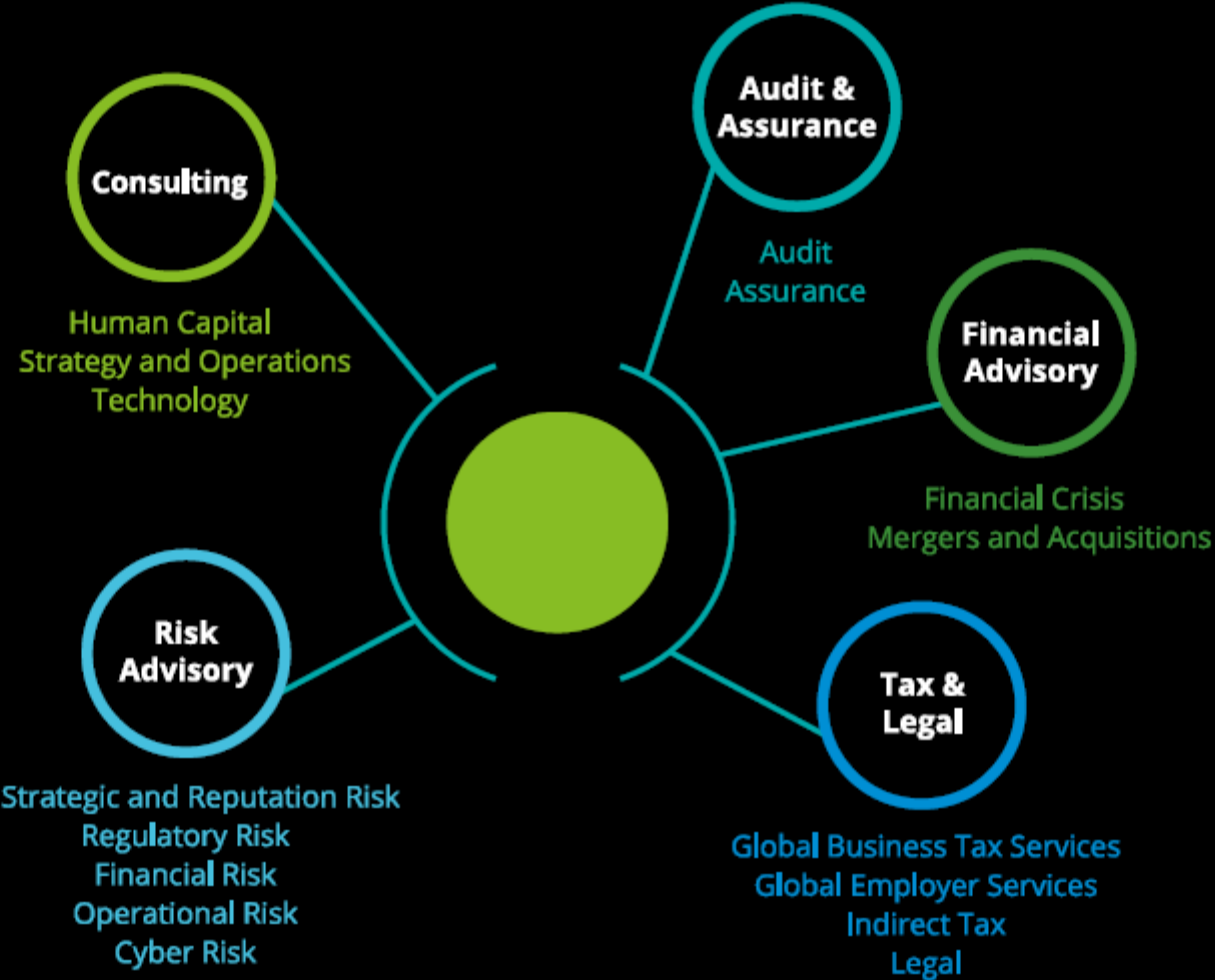 Consulting
Human Capital
Strategy and Operations
Technology
Audit &
Assurance
Audit
Assurance
Financial
Advisory
Financial Crisis
Mergers and Acquisitions
Risk
Advisory
Strategic and Reputation Risk
Regulatory Risk
Financial Risk
Operational Risk
Cyber Risk
Tax &
Legal
Global Business Tax Services
Global Employer Services
Indirect Tax
Legal